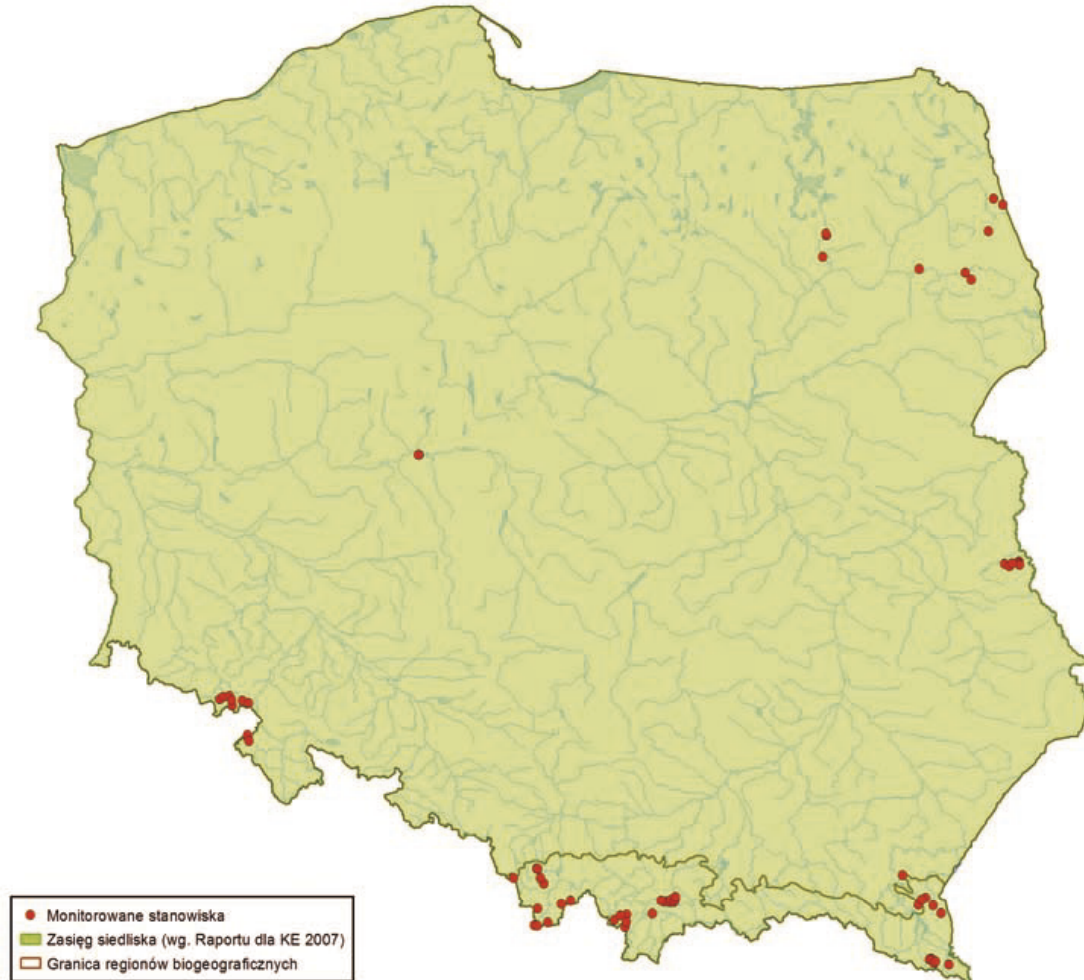 Monitorowane stanowiska
Zasięg siedliska (wg. Raportu dla KE 2007)
Granica regionów biogeograficznych